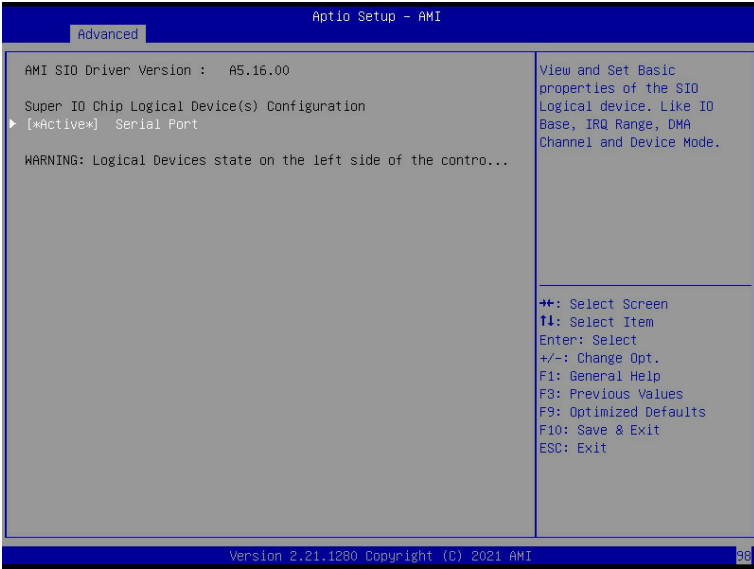 Aptio Setup – AMI
Advanced
AMI SIO Driver Version : A5.16.00
Super IO Chip Logical Device(s) Configuration
[*Active*] Serial Port
WARNING: Logical Devices state on the left side of the contro...
View and Set Basic
properties of the SIO
Logical device. Like IO
Base, IRQ Range, DMA
Channel and Device Mode.
→←: Select Screen
↑↓: Select Item
Enter: Select
+/-: Change Opt.
F1: General Help
F3: Previous Values
F9: Optimized Defaults
F10: Save & Exit
ESC: Exit
Version 2.21.1280 Copyright (C) 2021 AMI
98